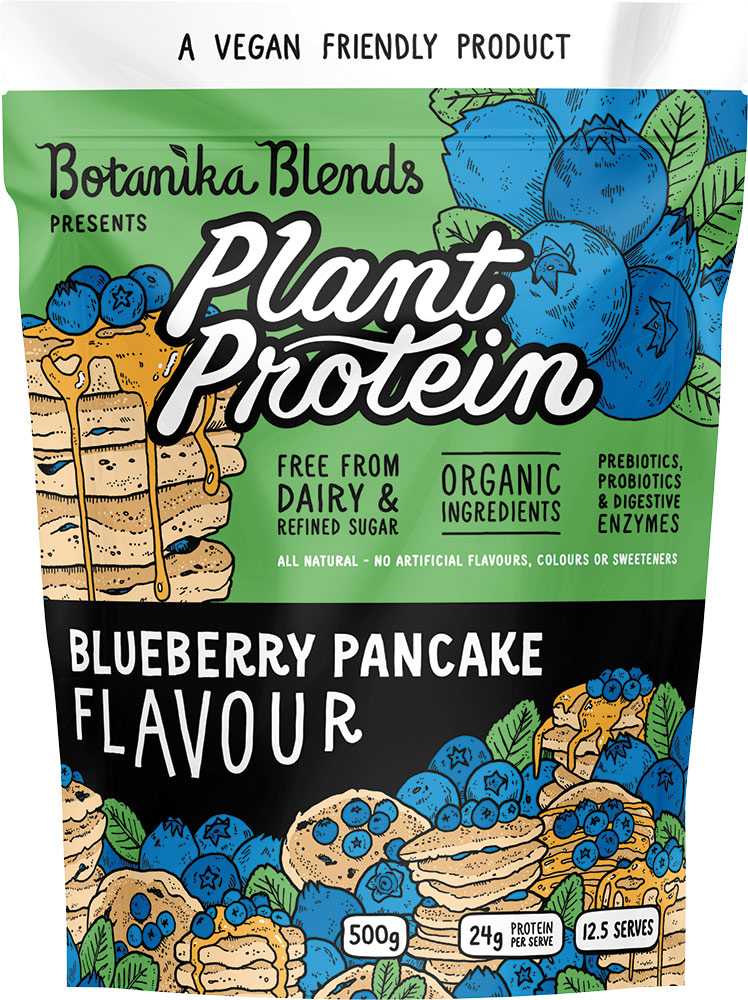 A VEGAN FRIENDLY PRODUCT
Botanika Blends
PRESENTS
Plant
Protein
FREE FROM
DAIRY &
REFINED SUGAR
ORGANIC
INGREDIENTS
PREBIOTICS,
PROBIOTICS
& DIGESTIVE
ENZYMES
ALL NATURAL - NO ARTIFICIAL FLAVOURS, COLOURS OR SWEETENERS
BLUEBERRY PANCAKE
FLAVOUR
500g
24g
PROTEIN
PER SERVE
12.5 SERVES